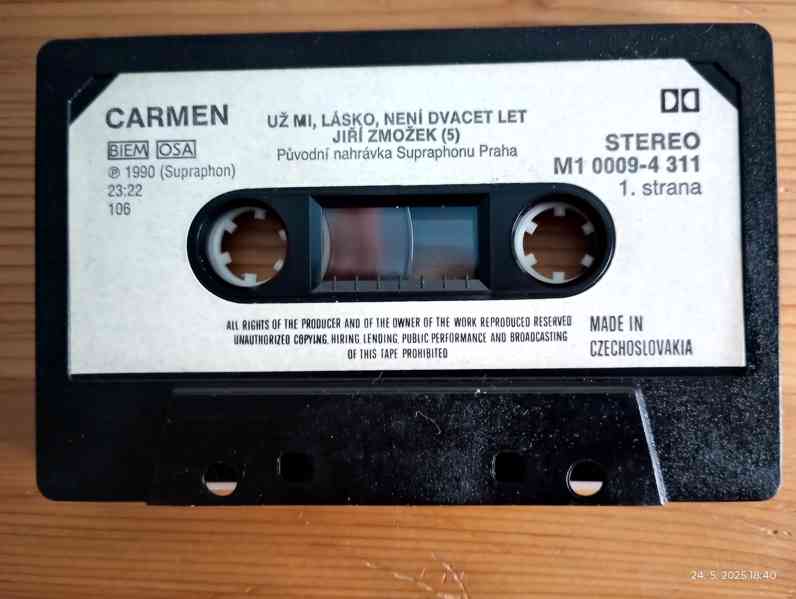 CARMEN
BIEM OSA
℗ 1990 (Supraphon)
23:22
106
UŽ MI, LÁSKO, NENÍ DVACET LET
JIŘÍ ZMOŽEK (5)
Původní nahrávka Supraphonu Praha
STEREO
M1 0009-4 311
1. strana
ALL RIGHTS OF THE PRODUCER AND OF THE OWNER OF THE WORK REPRODUCED RESERVED
UNAUTHORIZED COPYING, HIRING, LENDING, PUBLIC PERFORMANCE AND BROADCASTING
OF THIS TAPE PROHIBITED
MADE IN
CZECHOSLOVAKIA
24. 5. 2025 18:40